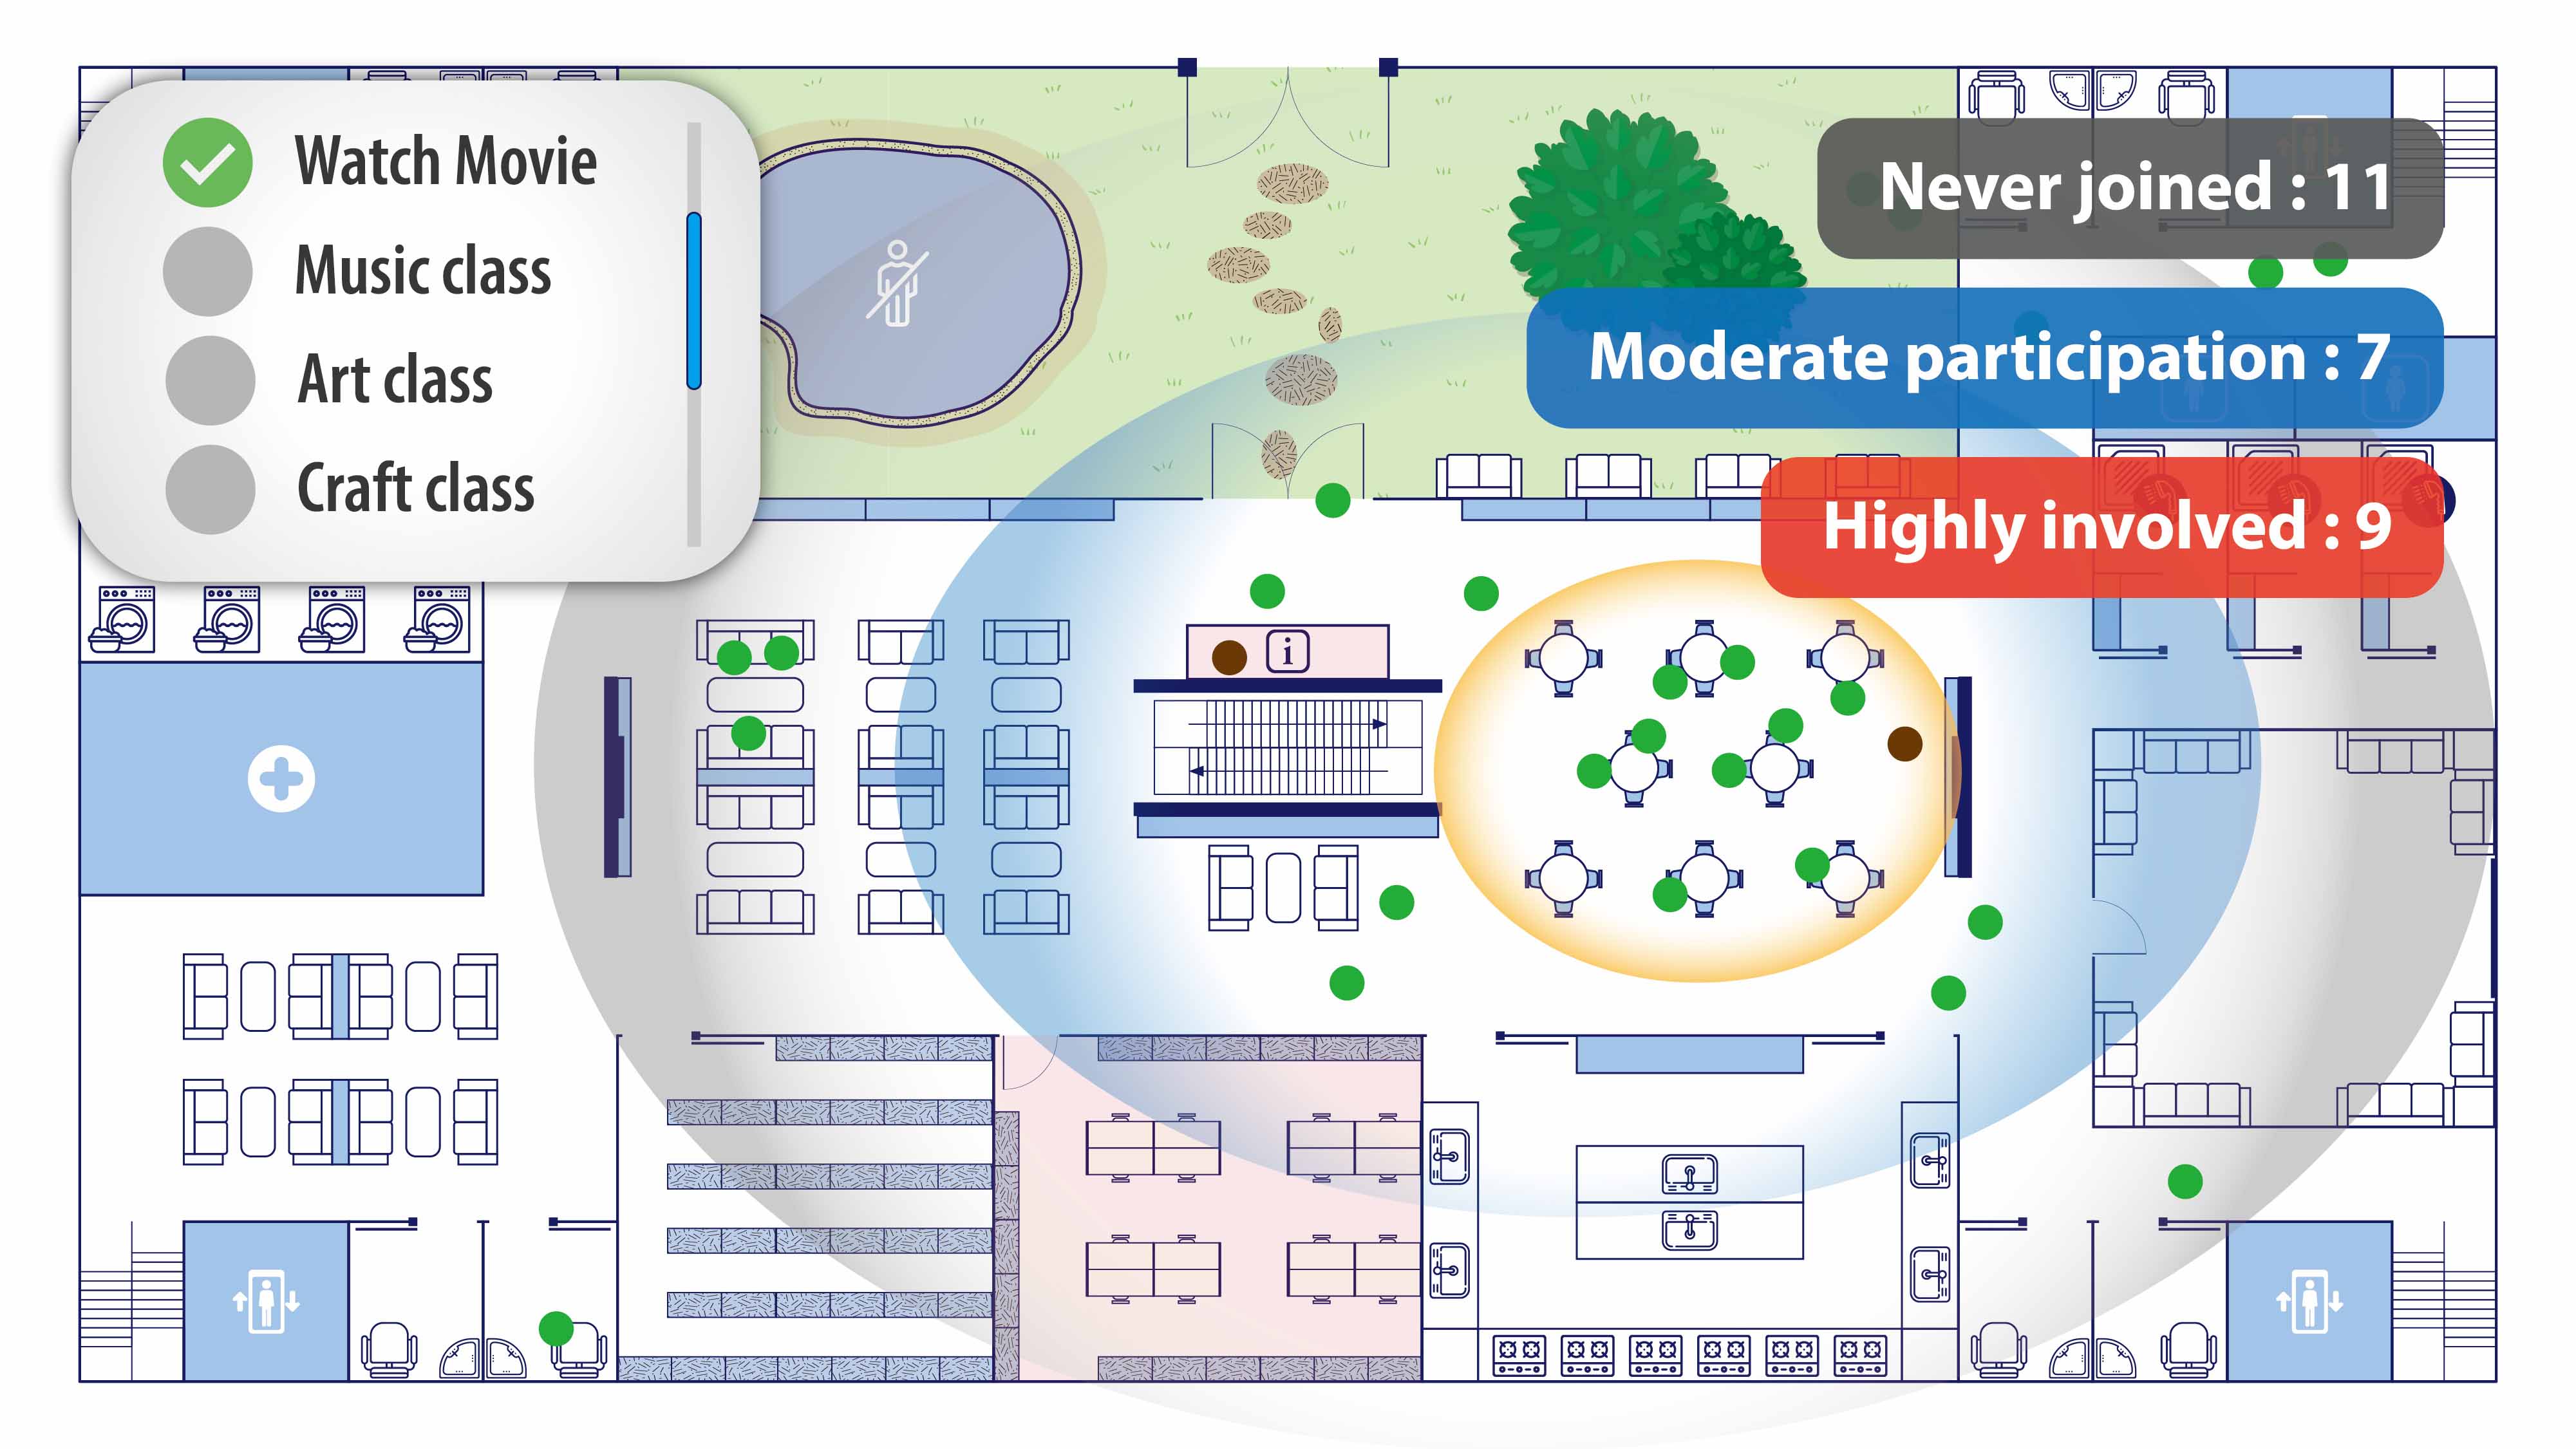 Watch Movie
Music class
Art class
Craft class
Never joined : 11
Moderate participation : 7
Highly involved : 9
i